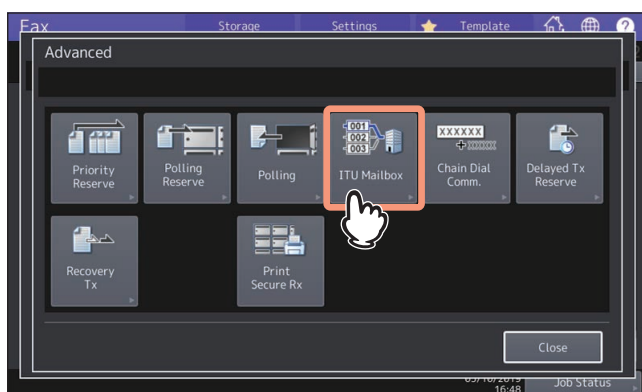 Fax
Storage
Settings
Template
?
Advanced
001
002
003
XXXXXX
Priority
Reserve
Polling
Reserve
Polling
ITU Mailbox
Chain Dial
Comm.
Delayed Tx
Reserve
Recovery
Tx
Print
Secure Rx
Close
16:48
Job Status